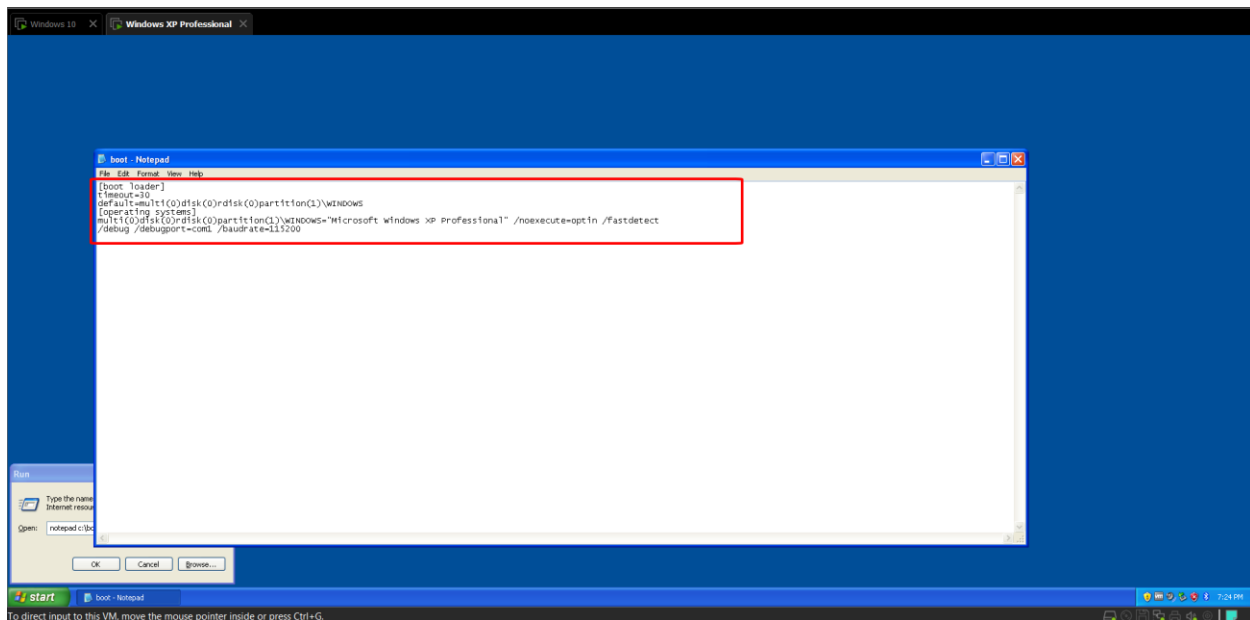 Windows 10
Windows XP Professional
boot - Notepad
File Edit Format View Help
[boot loader]
timeout=30
default=multi(0)disk(0)rdisk(0)partition(1)\WINDOWS
[operating systems]
multi(0)disk(0)rdisk(0)partition(1)\WINDOWS="Microsoft Windows XP Professional" /noexecute=optin /fastdetect
/debug /debugport=com1 /baudrate=115200
Run
Type the name
Internet resou
Open: notepad c:\bo
OK Cancel Browse...
start boot - Notepad 7:24 PM
To direct input to this VM, move the mouse pointer inside or press Ctrl+G.